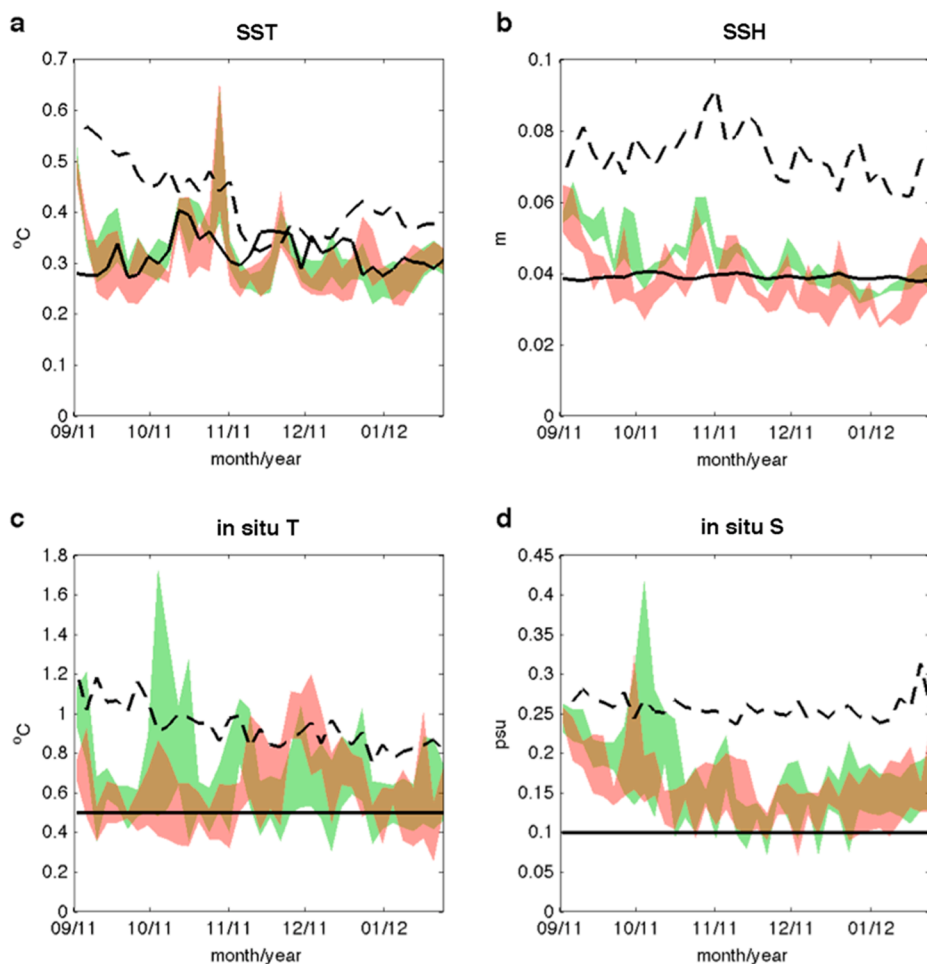 a
SST
0.7
0.6
0.5
0.4
0.3
0.2
0.1
0
ºC
09/11 10/11 11/11 12/11 01/12
month/year
b
SSH
0.1
0.08
0.06
0.04
0.02
0
m
09/11 10/11 11/11 12/11 01/12
month/year
c
in situ T
1.8
1.6
1.4
1.2
1
0.8
0.6
0.4
0.2
0
ºC
09/11 10/11 11/11 12/11 01/12
month/year
d
in situ S
0.45
0.4
0.35
0.3
0.25
0.2
0.15
0.1
0.05
0
psu
09/11 10/11 11/11 12/11 01/12
month/year